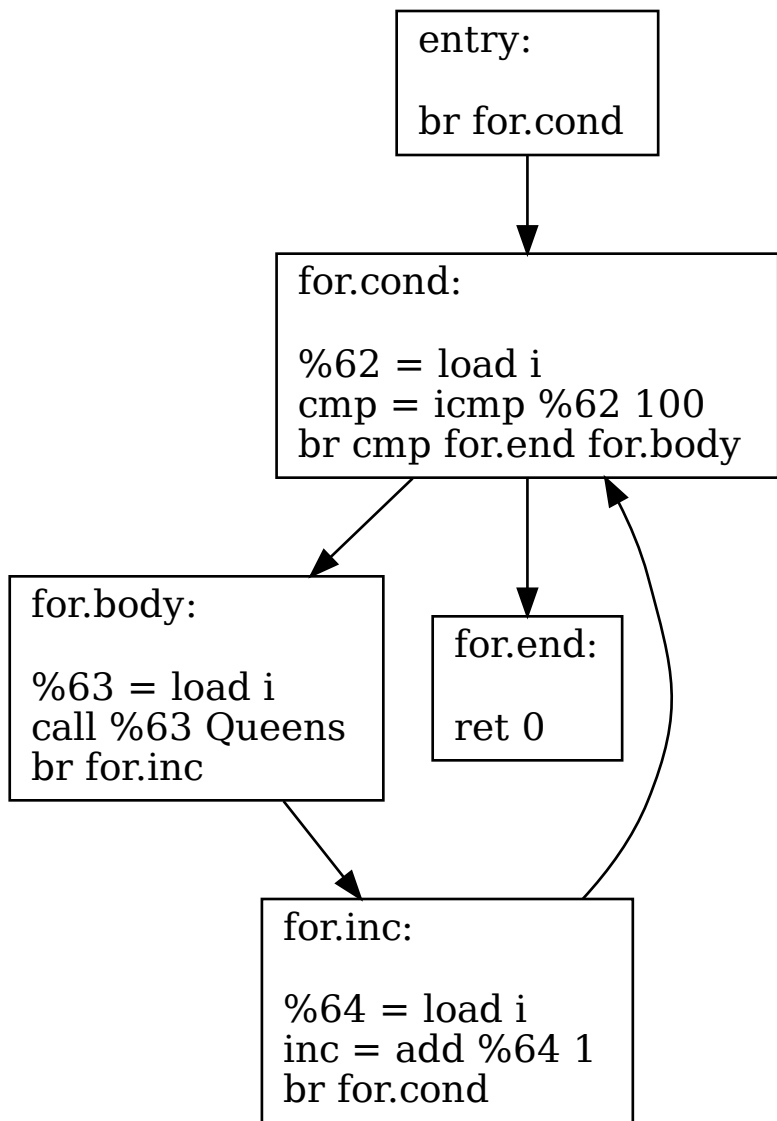 entry:
br for.cond
for.cond:
%62 = load i
cmp = icmp %62 100
br cmp for.end for.body
for.body:
%63 = load i
call %63 Queens
br for.inc
for.end:
ret 0
for.inc:
%64 = load i
inc = add %64 1
br for.cond